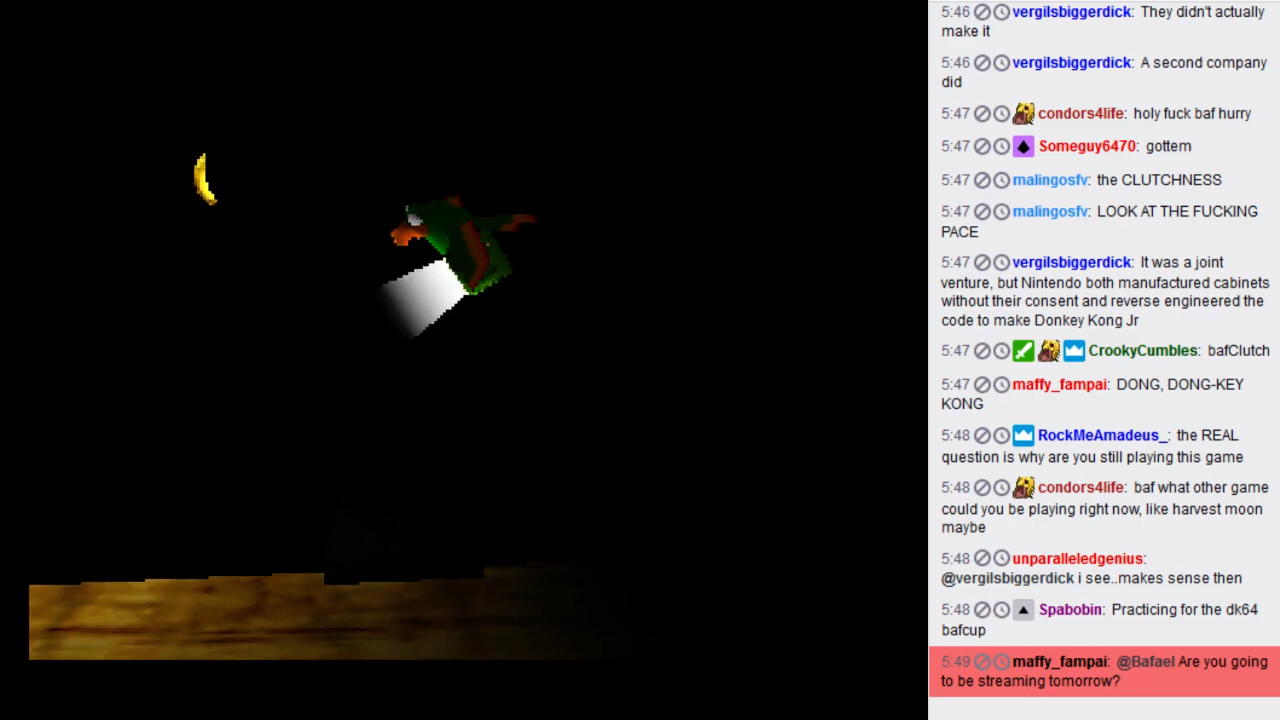 5:46 vergilsbiggerdick: They didn't actually
make it
5:46 vergilsbiggerdick: A second company
did
5:47 condors4life: holy fuck baf hurry
5:47 Someguy6470: gottem
5:47 malingosfv: the CLUTCHNESS
5:47 malingosfv: LOOK AT THE FUCKING
PACE
5:47 vergilsbiggerdick: It was a joint
venture, but Nintendo both manufactured cabinets
without their consent and reverse engineered the
code to make Donkey Kong Jr
5:47 CrookyCumbles: bafClutch
5:47 maffy_fampai: DONG, DONG-KEY
KONG
5:48 RockMeAmadeus_: the REAL
question is why are you still playing this game
5:48 condors4life: baf what other game
could you be playing right now, like harvest moon
maybe
5:48 unparalleledgenius:
@vergilsbiggerdick i see..makes sense then
5:48 Spabobin: Practicing for the dk64
bafcup
5:49 maffy_fampai: @Bafael Are you going
to be streaming tomorrow?